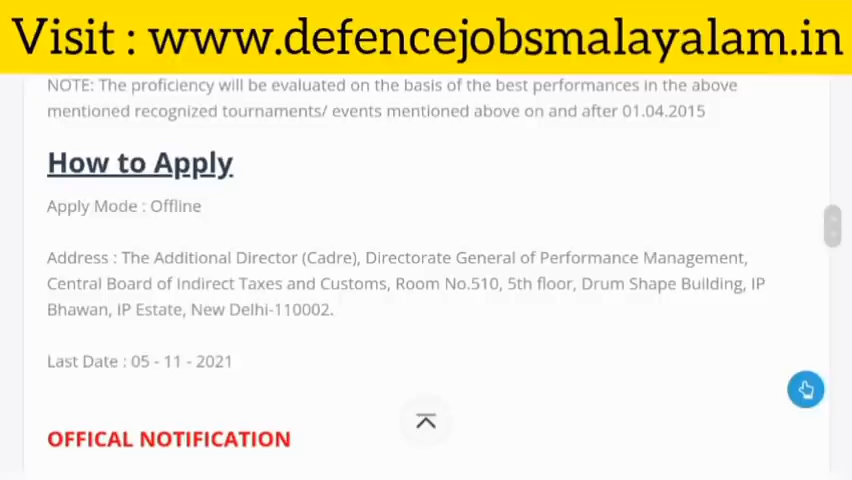 Visit : www.defencejobsmalayalam.in
NOTE: The proficiency will be evaluated on the basis of the best performances in the above
mentioned recognized tournaments/ events mentioned above on and after 01.04.2015
How to Apply
Apply Mode : Offline
Address : The Additional Director (Cadre), Directorate General of Performance Management,
Central Board of Indirect Taxes and Customs, Room No.510, 5th floor, Drum Shape Building, IP
Bhawan, IP Estate, New Delhi-110002.
Last Date : 05 - 11 - 2021
OFFICAL NOTIFICATION